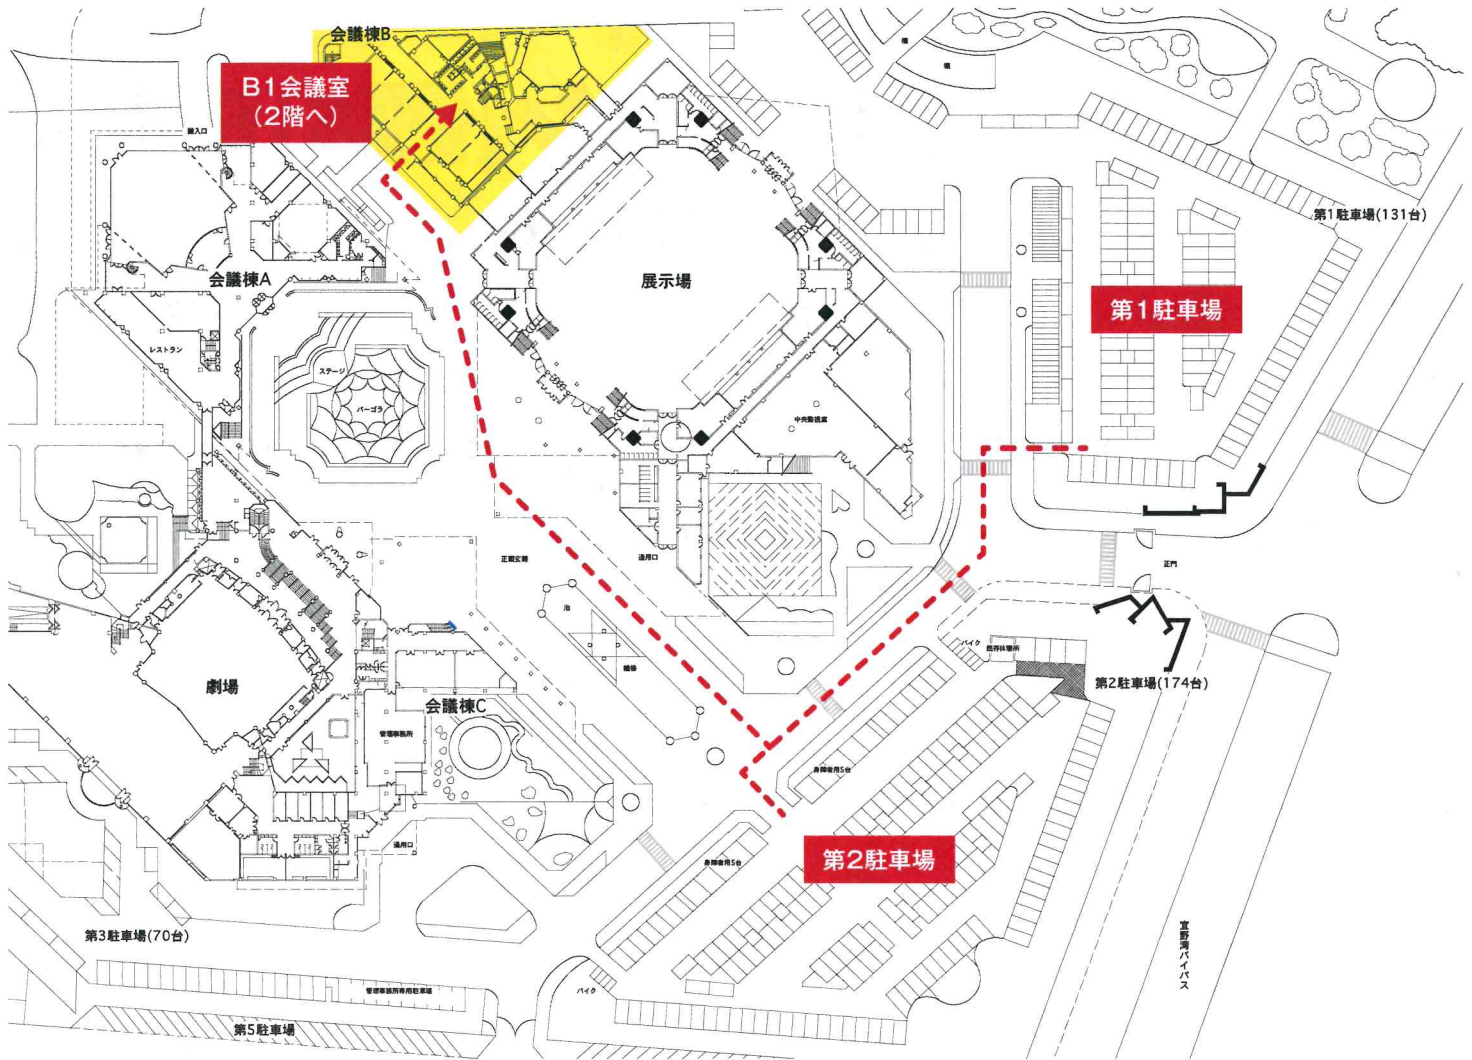 会議棟B
B1会議室
(2階へ)
搬入口
第1駐車場(131台)
会議棟A
展示場
第1駐車場
レストラン
ステージ
パーゴラ
中央監視室
正面玄関
通用口
正門
池
バイク
劇場
会議棟C
第2駐車場(174台)
管理事務所
身障者用5台
通用口
第2駐車場
身障者用5台
第3駐車場(70台)
宜野湾バイパス
管理事務所専用駐車場
バイク
第5駐車場